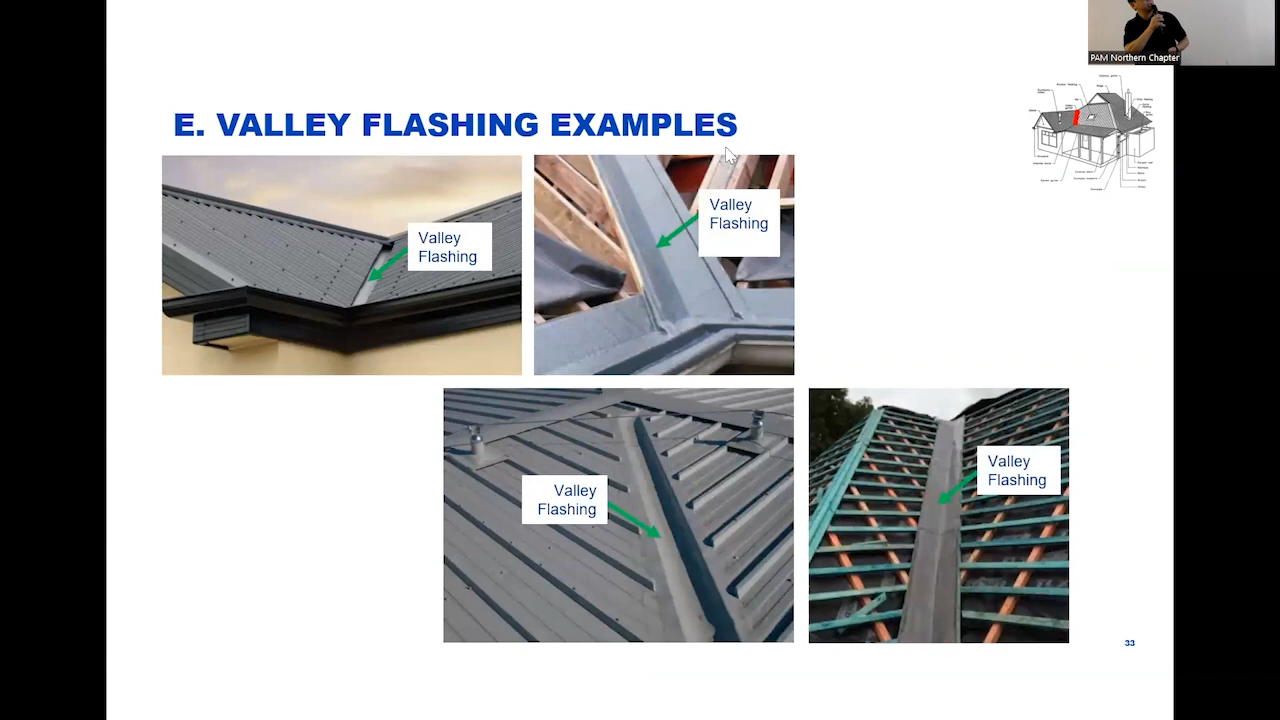 PAM Northern Chapter
E. VALLEY FLASHING EXAMPLES
Valley
Flashing
Valley
Flashing
Valley
Flashing
Valley
Flashing
33